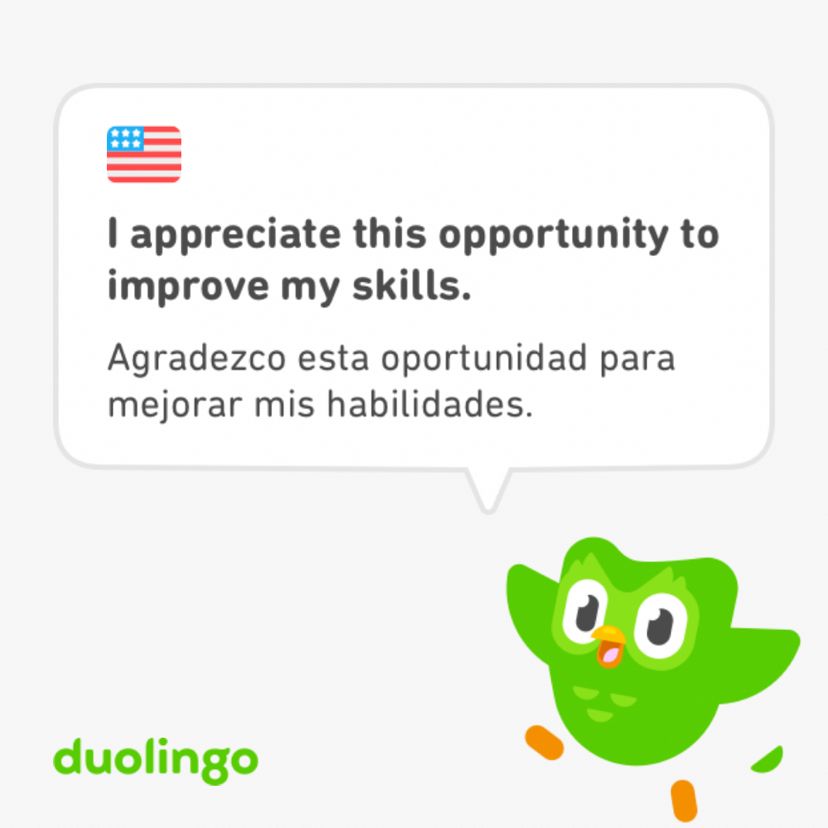 I appreciate this opportunity to
improve my skills.
Agradezco esta oportunidad para
mejorar mis habilidades.
duolingo